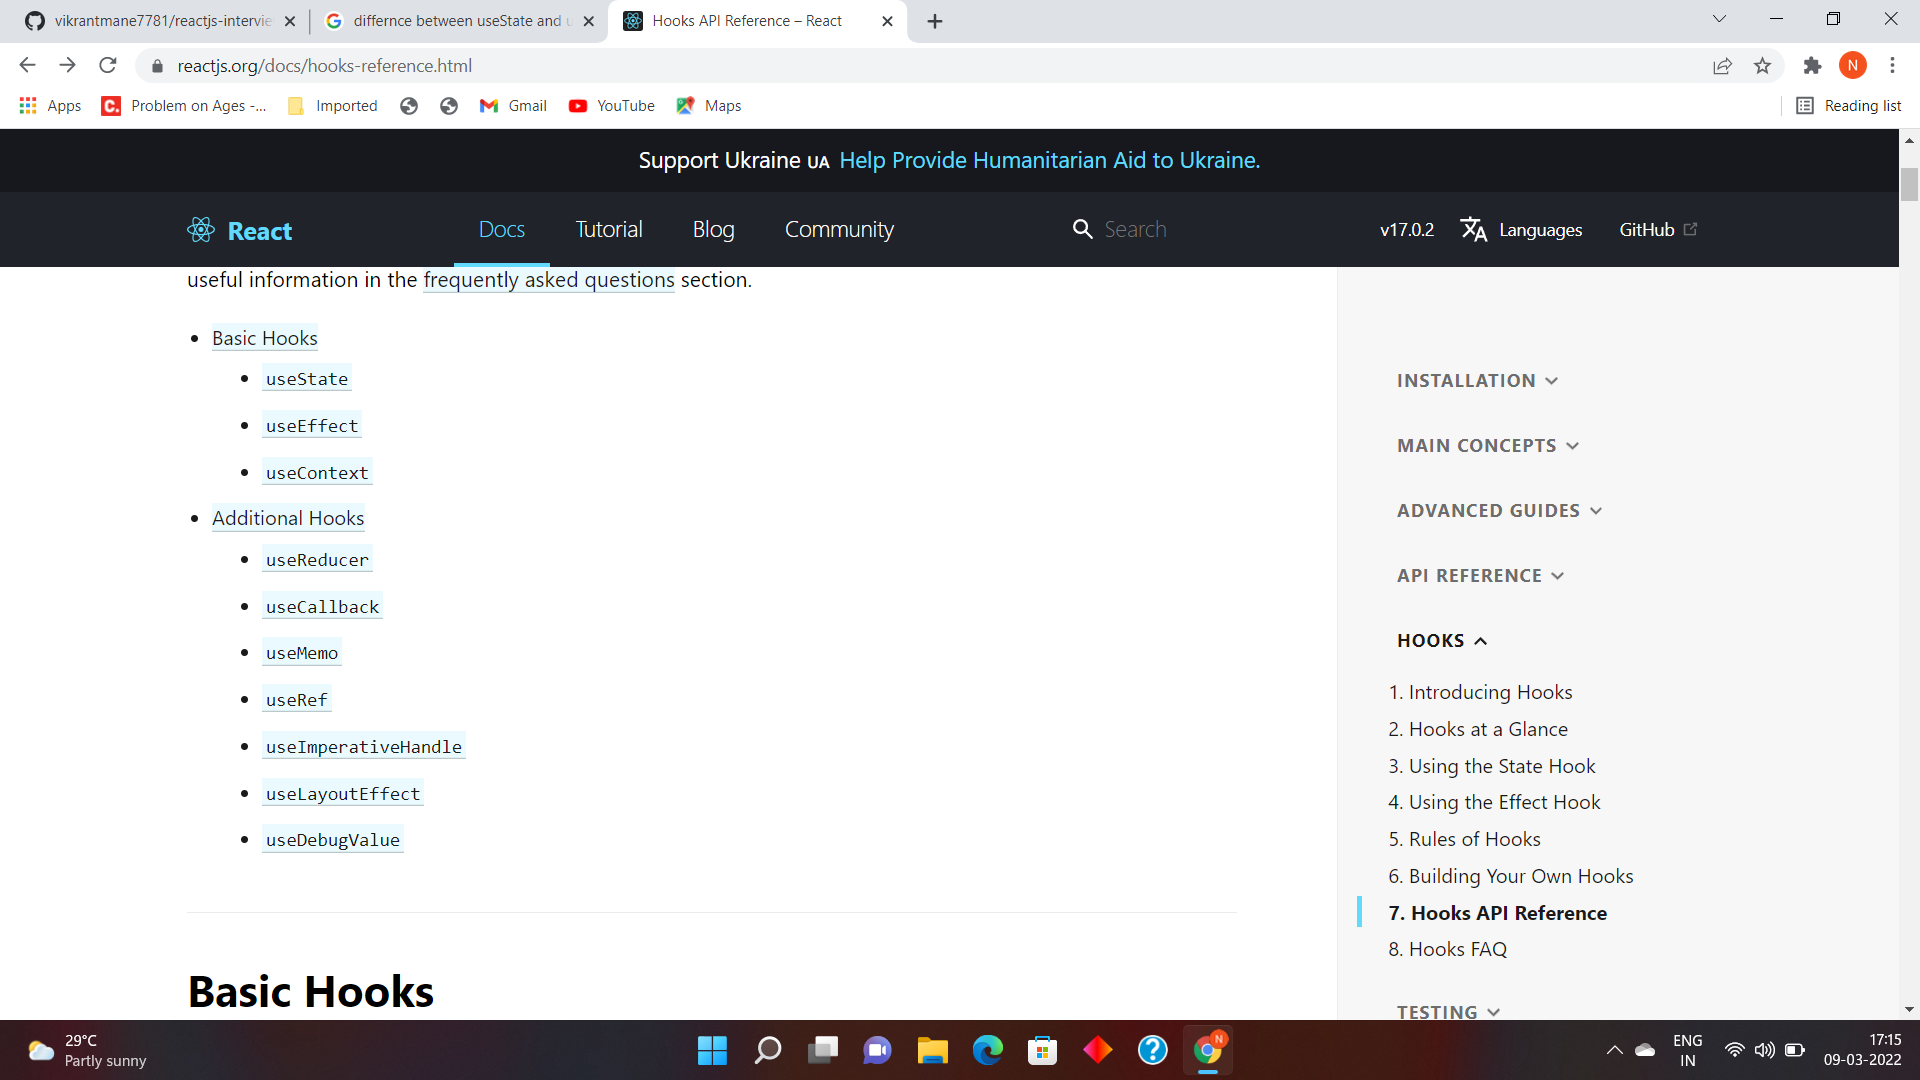 vikrantmane7781/reactjs-intervie
differnce between useState and u
Hooks API Reference – React
reactjs.org/docs/hooks-reference.html
N
Apps
C.
Problem on Ages -...
Imported
Gmail
YouTube
Maps
Reading list
Support Ukraine UA Help Provide Humanitarian Aid to Ukraine.
React
Docs
Tutorial
Blog
Community
Search
v17.0.2
Languages
GitHub
useful information in the frequently asked questions section.
Basic Hooks
useState
useEffect
useContext
Additional Hooks
useReducer
useCallback
useMemo
useRef
useImperativeHandle
useLayoutEffect
useDebugValue
Basic Hooks
INSTALLATION
MAIN CONCEPTS
ADVANCED GUIDES
API REFERENCE
HOOKS
1. Introducing Hooks
2. Hooks at a Glance
3. Using the State Hook
4. Using the Effect Hook
5. Rules of Hooks
6. Building Your Own Hooks
7. Hooks API Reference
8. Hooks FAQ
TESTING
29°C
Partly sunny
N
ENG
IN
17:15
09-03-2022